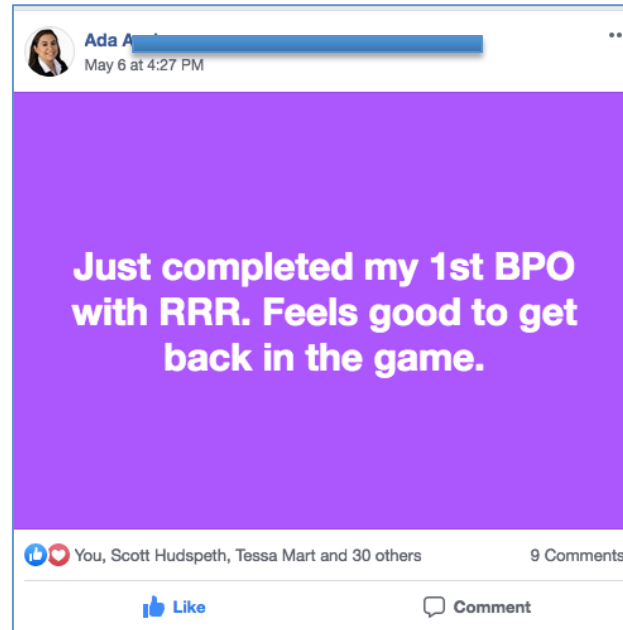 Ada A
May 6 at 4:27 PM
Just completed my 1st BPO
with RRR. Feels good to get
back in the game.
You, Scott Hudspeth, Tessa Mart and 30 others 9 Comments
Like Comment